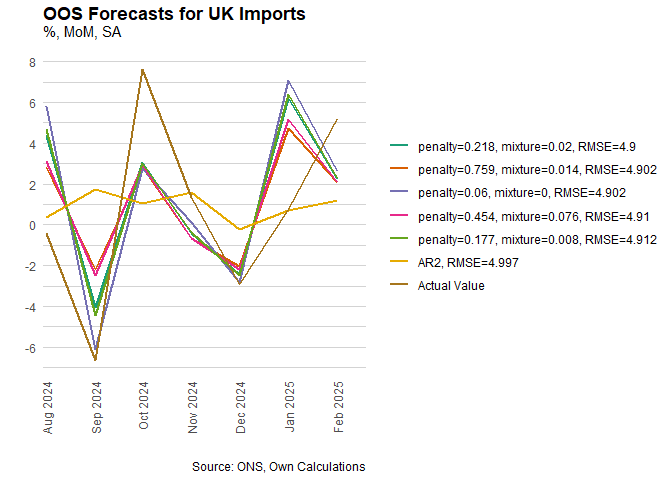 OOS Forecasts for UK Imports
%, MoM, SA
8
6
4
2
0
-2
-4
-6
Aug 2024
Sep 2024
Oct 2024
Nov 2024
Dec 2024
Jan 2025
Feb 2025
penalty=0.218, mixture=0.02, RMSE=4.9
penalty=0.759, mixture=0.014, RMSE=4.902
penalty=0.06, mixture=0, RMSE=4.902
penalty=0.454, mixture=0.076, RMSE=4.91
penalty=0.177, mixture=0.008, RMSE=4.912
AR2, RMSE=4.997
Actual Value
Source: ONS, Own Calculations